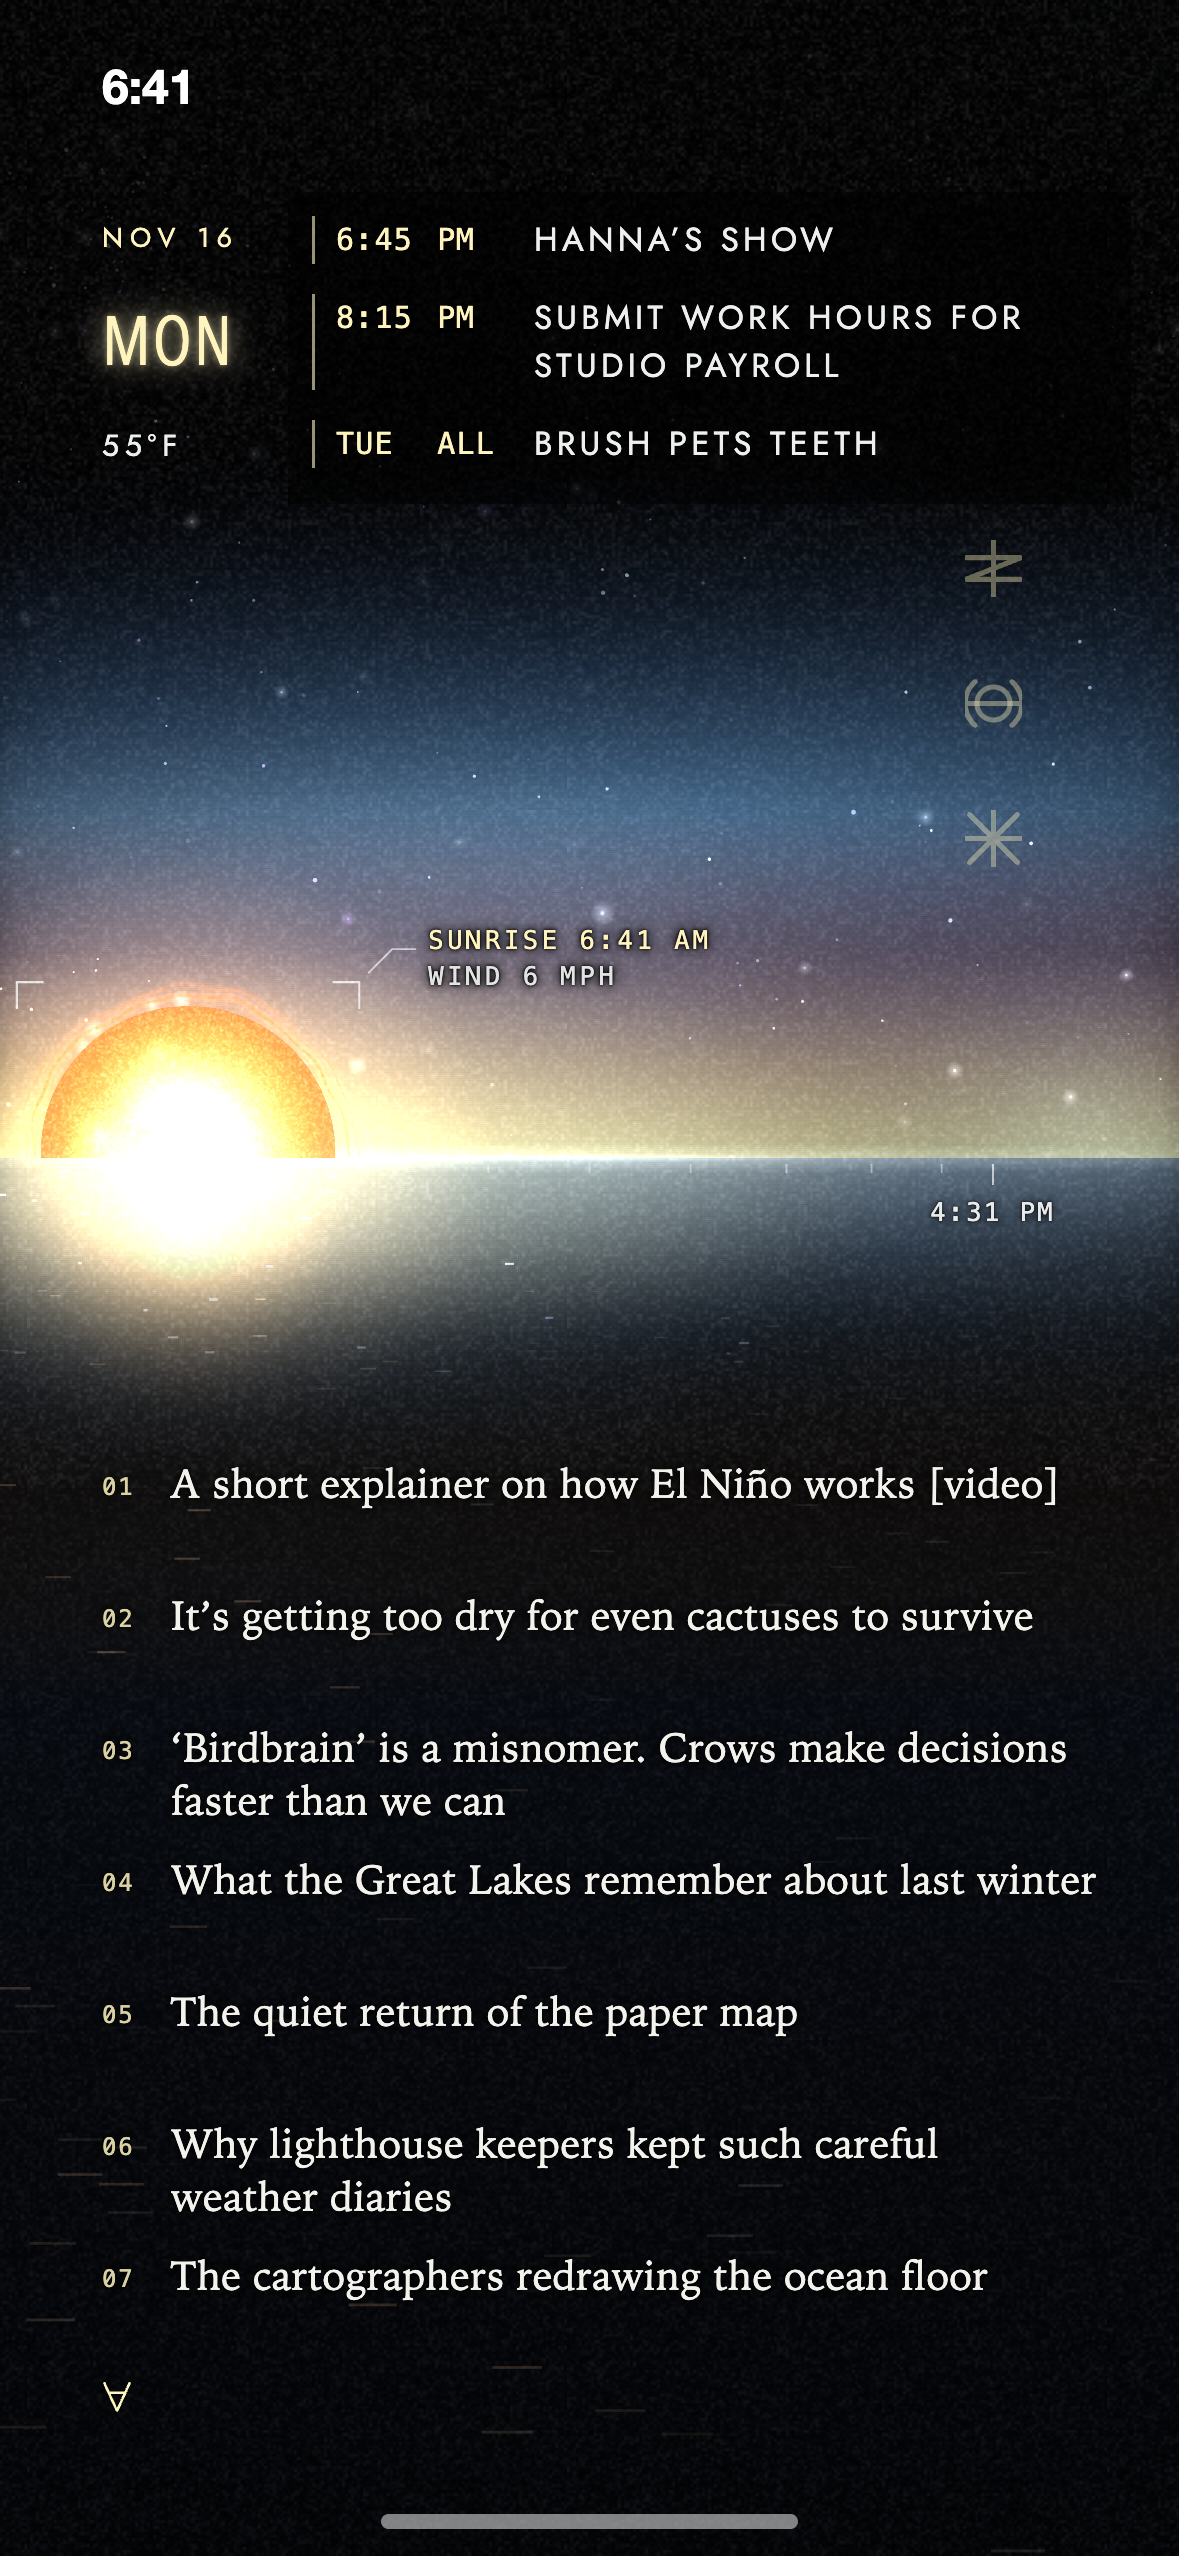 6:41
NOV 16
MON
55°F
6:45 PM HANNA’S SHOW
8:15 PM SUBMIT WORK HOURS FOR
STUDIO PAYROLL
TUE ALL BRUSH PETS TEETH
SUNRISE 6:41 AM
WIND 6 MPH
4:31 PM
01 A short explainer on how El Niño works [video]
02 It’s getting too dry for even cactuses to survive
03 ‘Birdbrain’ is a misnomer. Crows make decisions
faster than we can
04 What the Great Lakes remember about last winter
05 The quiet return of the paper map
06 Why lighthouse keepers kept such careful
weather diaries
07 The cartographers redrawing the ocean floor